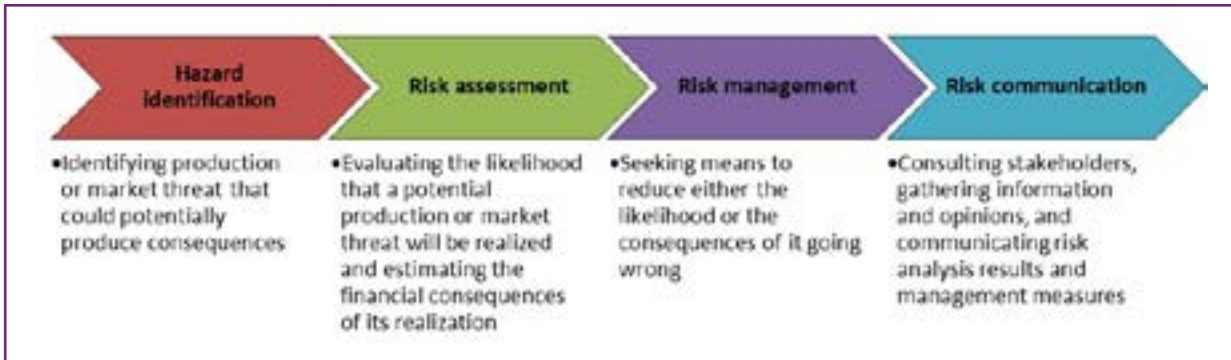 Hazard
identification
Risk assessment
Risk management
Risk communication
•Identifying production
or market threat that
could potentially
produce consequences
•Evaluating the likelihood
that a potential
production or market
threat will be realized
and estimating the
financial consequences
of its realization
•Seeking means to
reduce either the
likelihood or the
consequences of it going
wrong
•Consulting stakeholders,
gathering information
and opinions, and
communicating risk
analysis results and
management measures